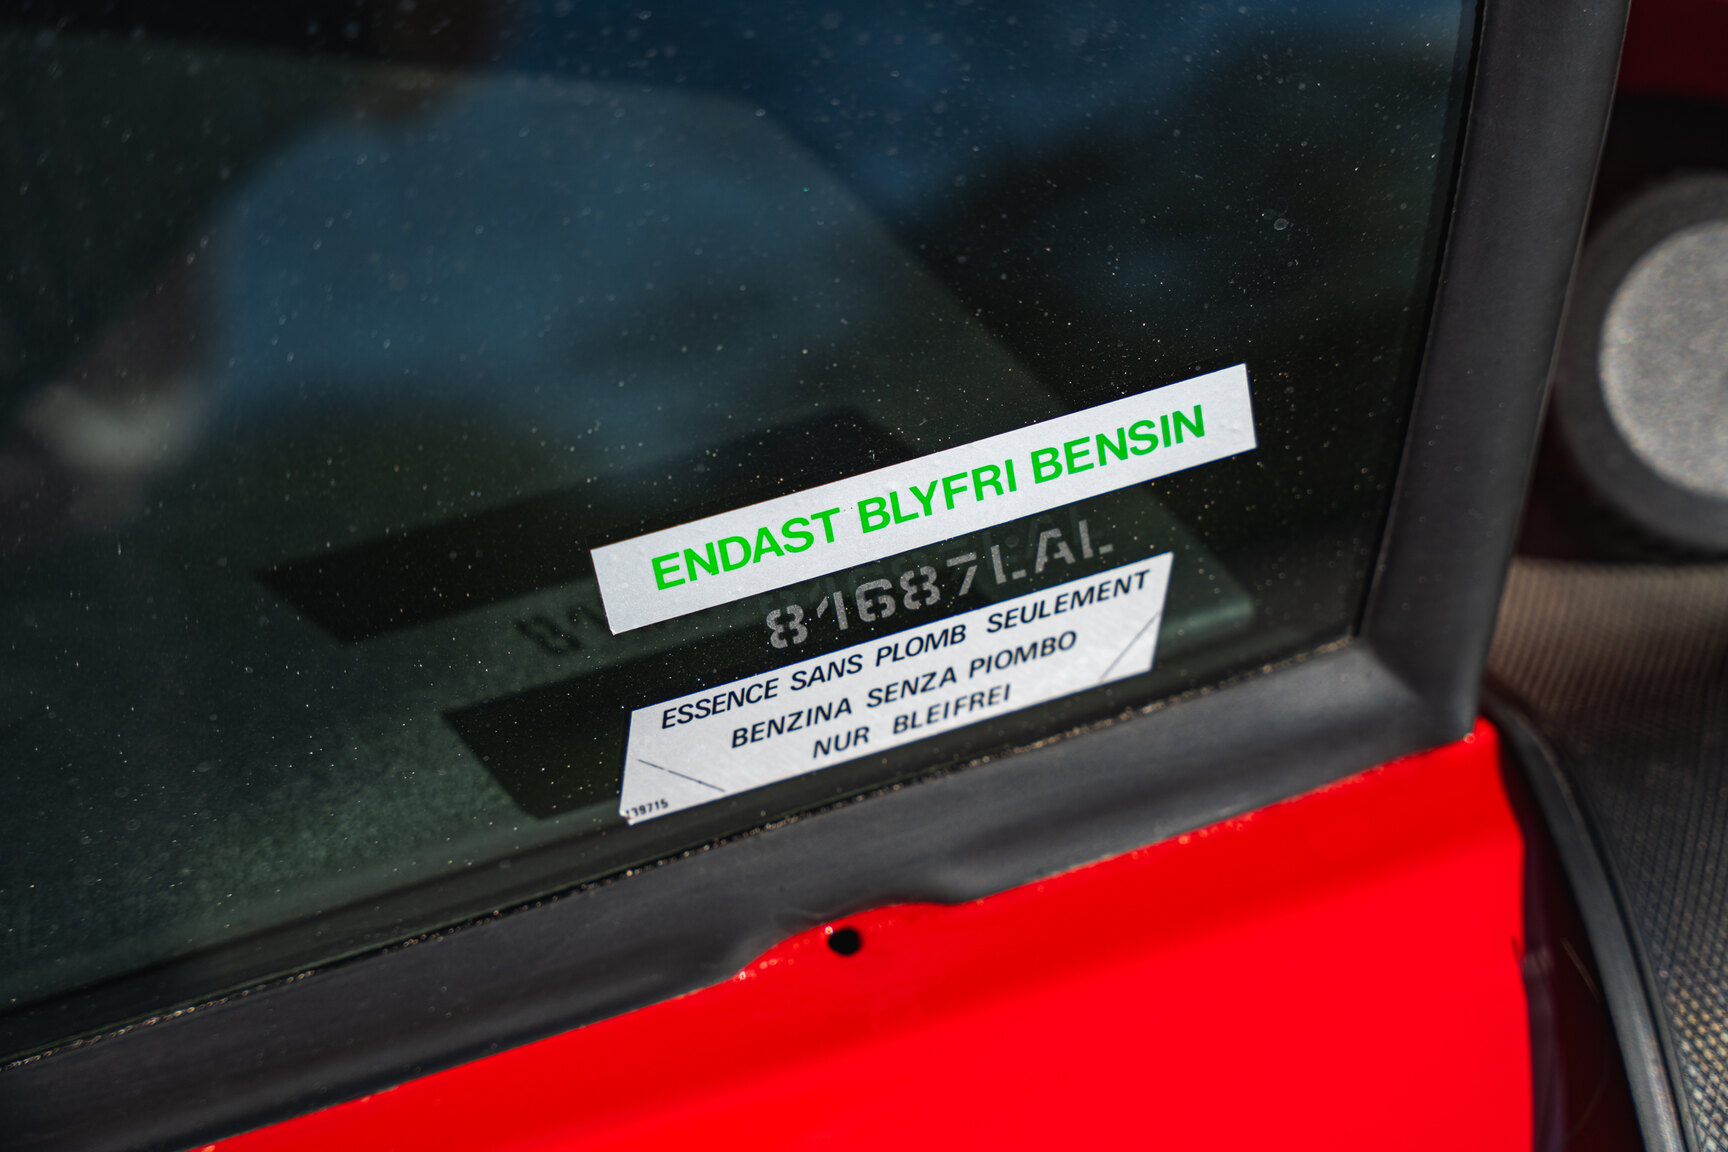 ENDAST BLYFRI BENSIN
81687LAL
ESSENCE SANS PLOMB SEULEMENT
BENZINA SENZA PIOMBO
NUR BLEIFREI
139715